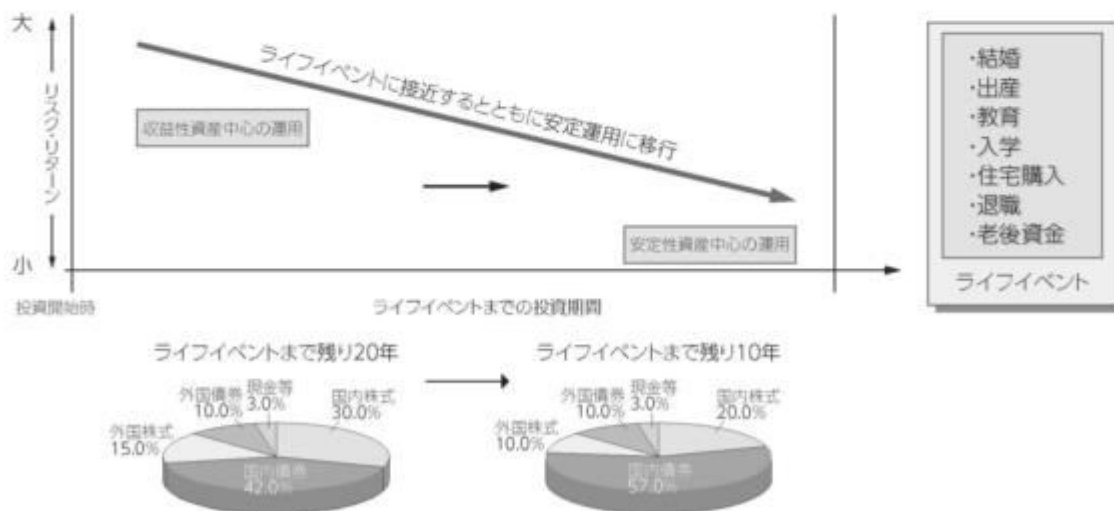 大
リスク・リターン
小
ライフイベントに接近するとともに安定運用に移行
収益性資産中心の運用
安定性資産中心の運用
投資開始時
ライフイベントまでの投資期間
・結婚
・出産
・教育
・入学
・住宅購入
・退職
・老後資金
ライフイベント
ライフイベントまで残り20年
外国債券
10.0%
現金等
3.0%
国内株式
30.0%
外国株式
15.0%
国内債券
42.0%
ライフイベントまで残り10年
外国債券
10.0%
現金等
3.0%
国内株式
20.0%
外国株式
10.0%
国内債券
57.0%